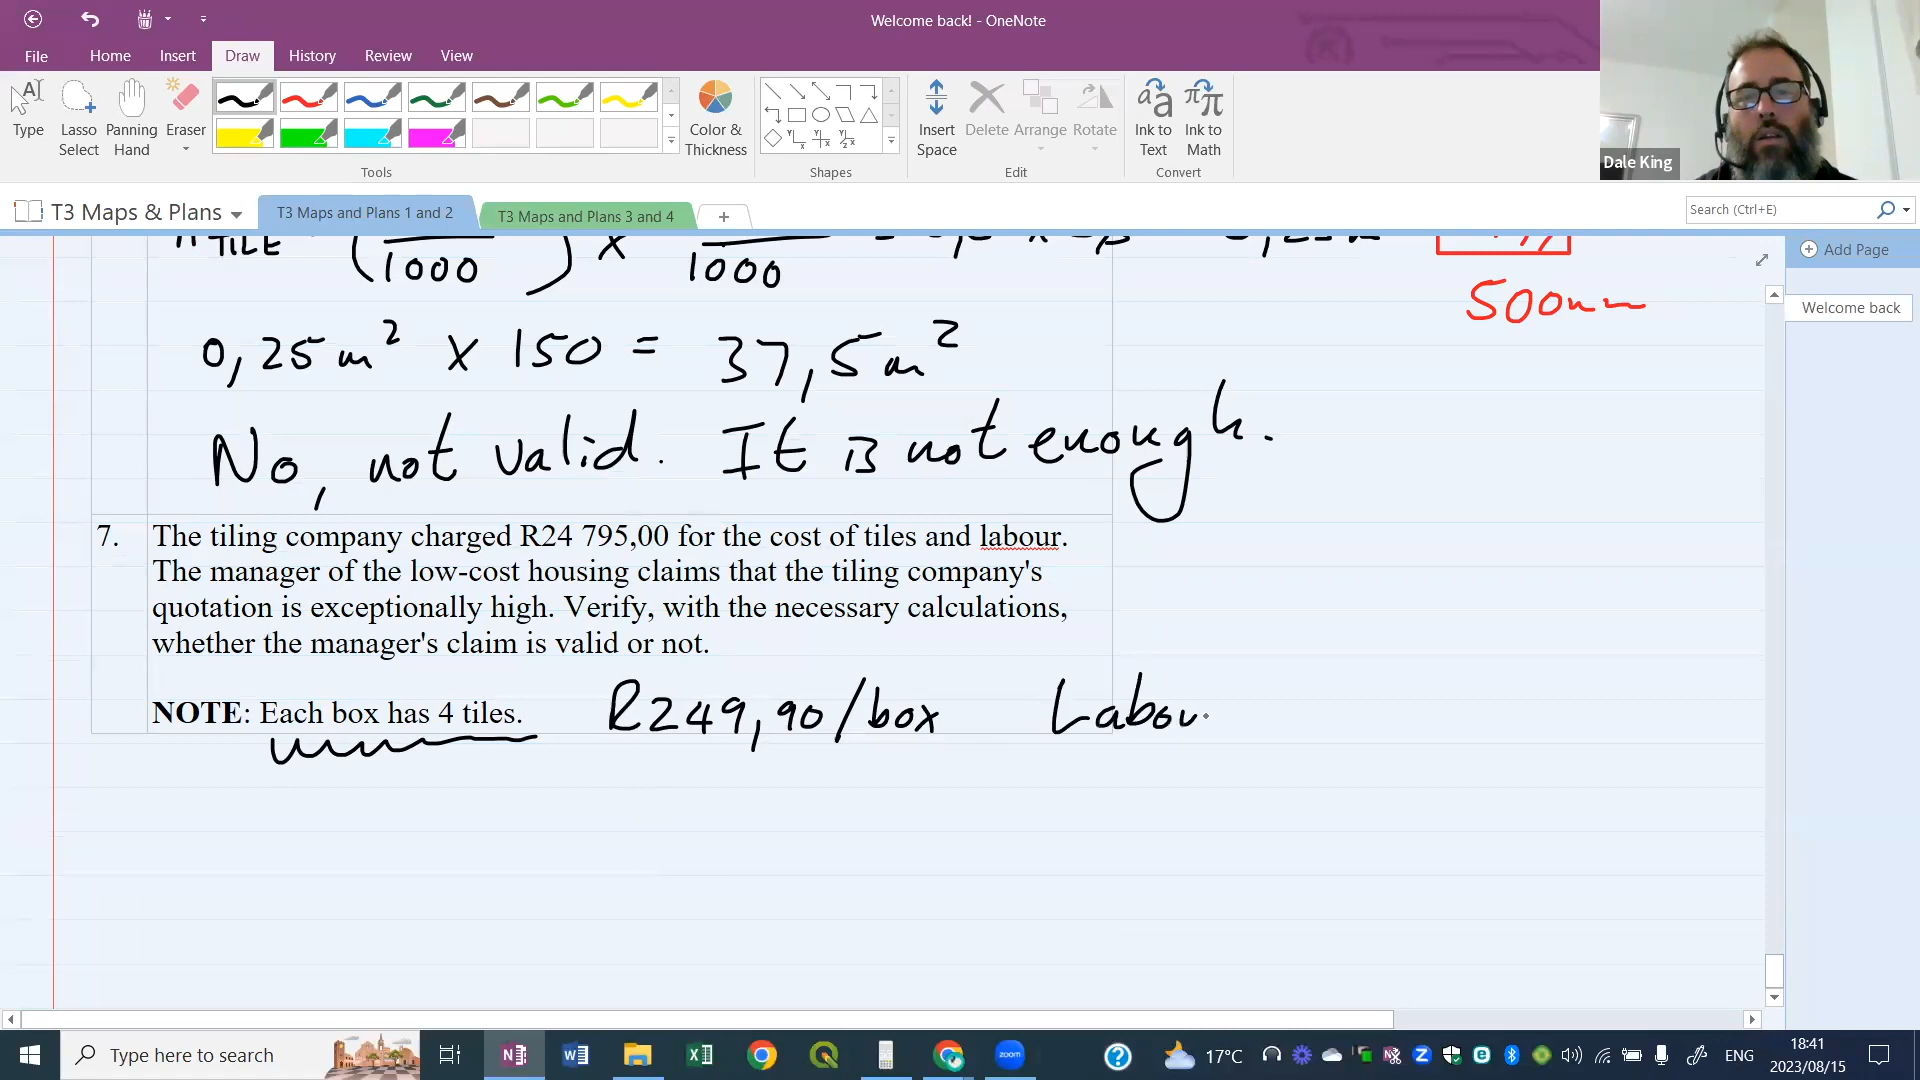 Welcome back! - OneNote
File Home Insert Draw History Review View
Type
Lasso Select
Panning Hand
Eraser
Color & Thickness
Insert Space
Delete
Arrange
Rotate
Ink to Text
Ink to Math
Tools
Shapes
Edit
Convert
Dale King
T3 Maps & Plans
T3 Maps and Plans 1 and 2
T3 Maps and Plans 3 and 4
Search (Ctrl+E)
Add Page
Welcome back
TILE
1000
1000
500mm
0,25m² x 150 = 37,5m²
No, not valid. It is not enough.
7. The tiling company charged R24 795,00 for the cost of tiles and labour.
The manager of the low-cost housing claims that the tiling company's
quotation is exceptionally high. Verify, with the necessary calculations,
whether the manager's claim is valid or not.
NOTE: Each box has 4 tiles. R249,90/box Labou
Type here to search
zoom
17°C
ENG
18:41
2023/08/15